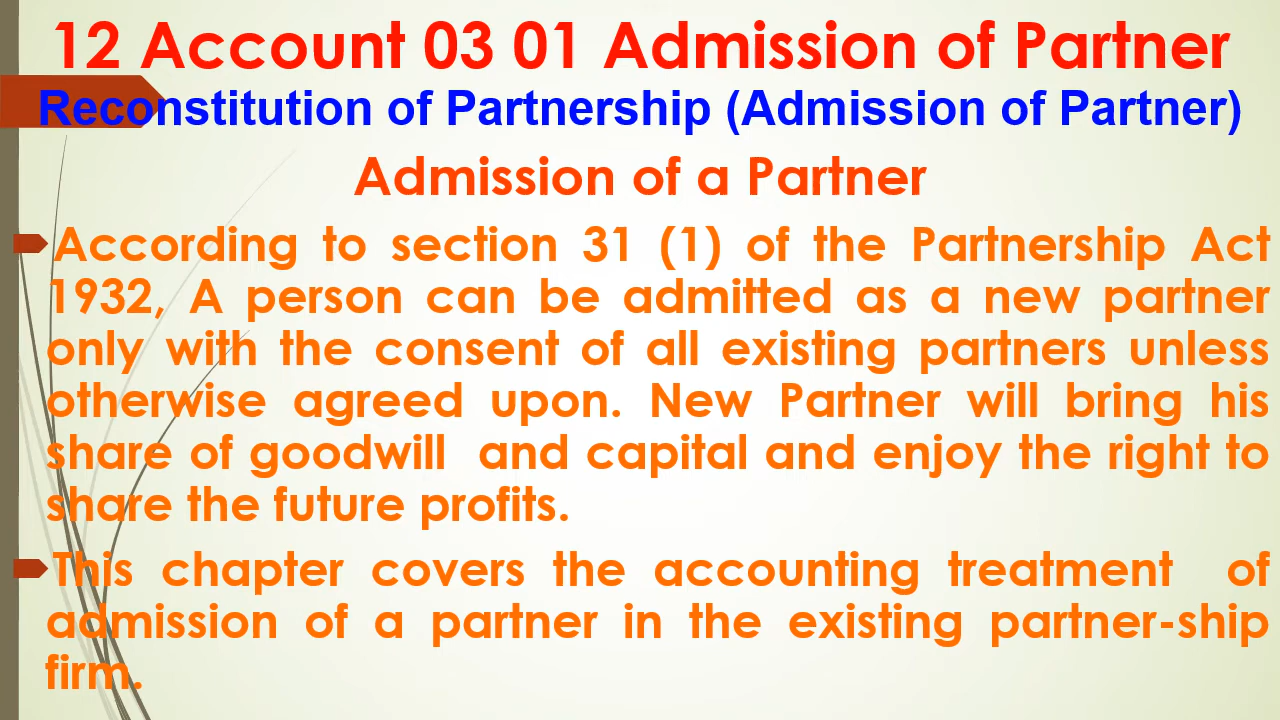 12 Account 03 01 Admission of Partner
Reconstitution of Partnership (Admission of Partner)
Admission of a Partner
According to section 31 (1) of the Partnership Act
1932, A person can be admitted as a new partner
only with the consent of all existing partners unless
otherwise agreed upon. New Partner will bring his
share of goodwill and capital and enjoy the right to
share the future profits.
This chapter covers the accounting treatment of
admission of a partner in the existing partner-ship
firm.